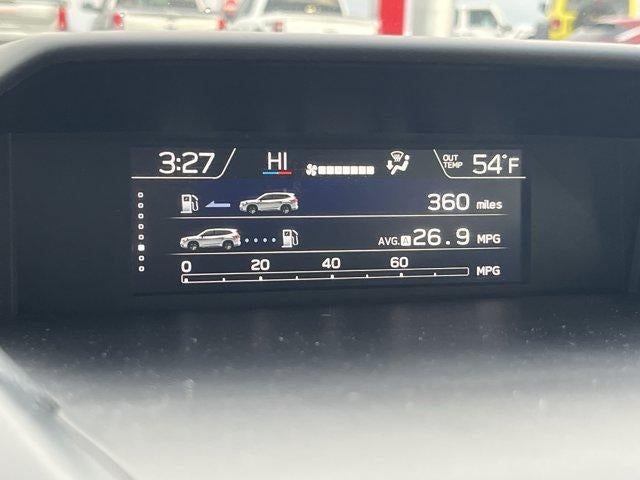 3:27 HI OUT TEMP 54°F
360 miles
AVG. A 26.9 MPG
0 20 40 60 MPG